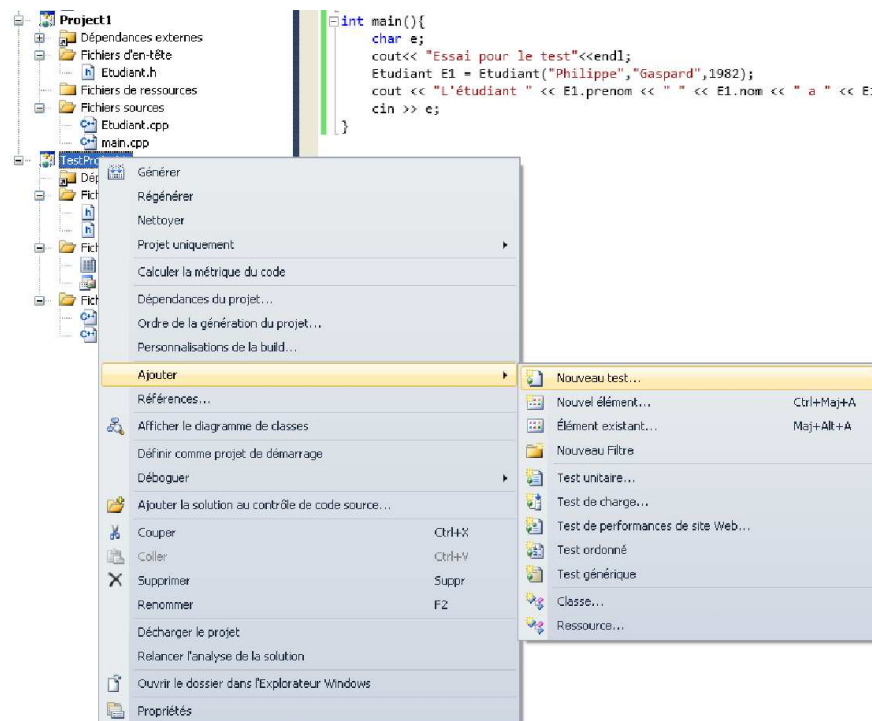 Project1
Dépendances externes
Fichiers d'en-tête
Etudiant.h
Fichiers de ressources
Fichiers sources
Etudiant.cpp
main.cpp
int main(){
char e;
cout<< "Essai pour le test"<<endl;
Etudiant E1 = Etudiant("Philippe","Gaspard",1982);
cout << "L'étudiant " << E1.prenom << " " << E1.nom << " a " << E1
cin >> e;
}
Générer
Régénérer
Nettoyer
Projet uniquement
Calculer la métrique du code
Dépendances du projet...
Ordre de la génération du projet...
Personnalisations de la build...
Ajouter
Références...
Afficher le diagramme de classes
Définir comme projet de démarrage
Déboguer
Ajouter la solution au contrôle de code source...
Couper Ctrl+X
Coller Ctrl+V
Supprimer Suppr
Renommer F2
Décharger le projet
Relancer l'analyse de la solution
Ouvrir le dossier dans l'Explorateur Windows
Propriétés
Nouveau test...
Nouvel élément... Ctrl+Maj+A
Élément existant... Maj+Alt+A
Nouveau Filtre
Test unitaire...
Test de charge...
Test de performances de site Web...
Test ordonné
Test générique
Classe...
Ressource...